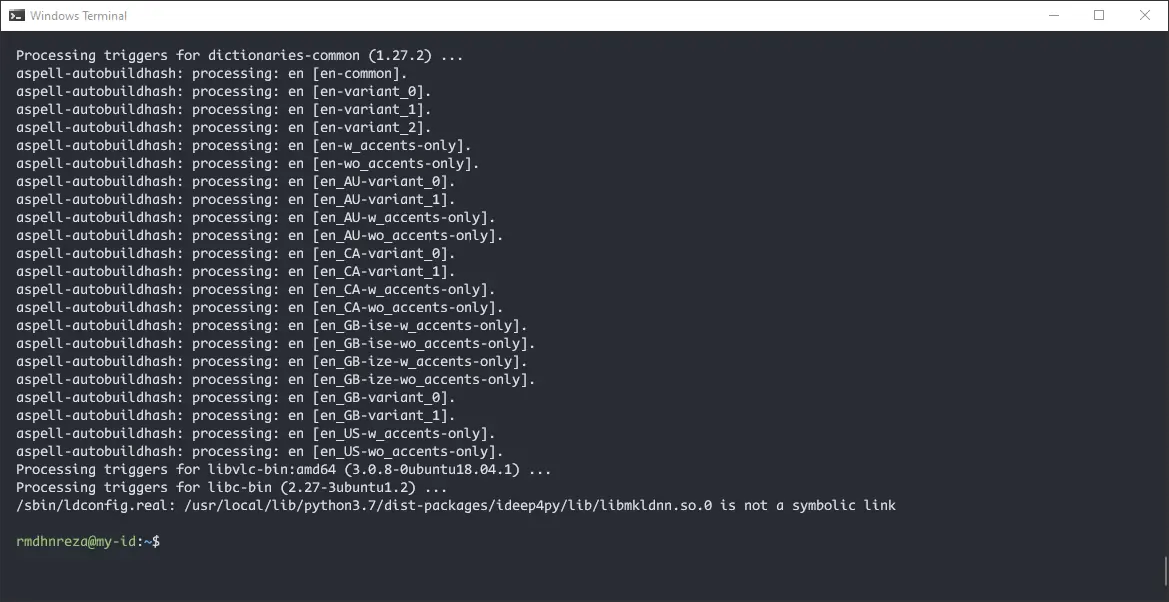 Windows Terminal
Processing triggers for dictionaries-common (1.27.2) ...
aspell-autobuildhash: processing: en [en-common].
aspell-autobuildhash: processing: en [en-variant_0].
aspell-autobuildhash: processing: en [en-variant_1].
aspell-autobuildhash: processing: en [en-variant_2].
aspell-autobuildhash: processing: en [en-w_accents-only].
aspell-autobuildhash: processing: en [en-wo_accents-only].
aspell-autobuildhash: processing: en [en_AU-variant_0].
aspell-autobuildhash: processing: en [en_AU-variant_1].
aspell-autobuildhash: processing: en [en_AU-w_accents-only].
aspell-autobuildhash: processing: en [en_AU-wo_accents-only].
aspell-autobuildhash: processing: en [en_CA-variant_0].
aspell-autobuildhash: processing: en [en_CA-variant_1].
aspell-autobuildhash: processing: en [en_CA-w_accents-only].
aspell-autobuildhash: processing: en [en_CA-wo_accents-only].
aspell-autobuildhash: processing: en [en_GB-ise-w_accents-only].
aspell-autobuildhash: processing: en [en_GB-ise-wo_accents-only].
aspell-autobuildhash: processing: en [en_GB-ize-w_accents-only].
aspell-autobuildhash: processing: en [en_GB-ize-wo_accents-only].
aspell-autobuildhash: processing: en [en_GB-variant_0].
aspell-autobuildhash: processing: en [en_GB-variant_1].
aspell-autobuildhash: processing: en [en_US-w_accents-only].
aspell-autobuildhash: processing: en [en_US-wo_accents-only].
Processing triggers for libvlc-bin:amd64 (3.0.8-0ubuntu18.04.1) ...
Processing triggers for libc-bin (2.27-3ubuntu1.2) ...
/sbin/ldconfig.real: /usr/local/lib/python3.7/dist-packages/ideep4py/lib/libmkldnn.so.0 is not a symbolic link
rmdhnreza@my-id:~$